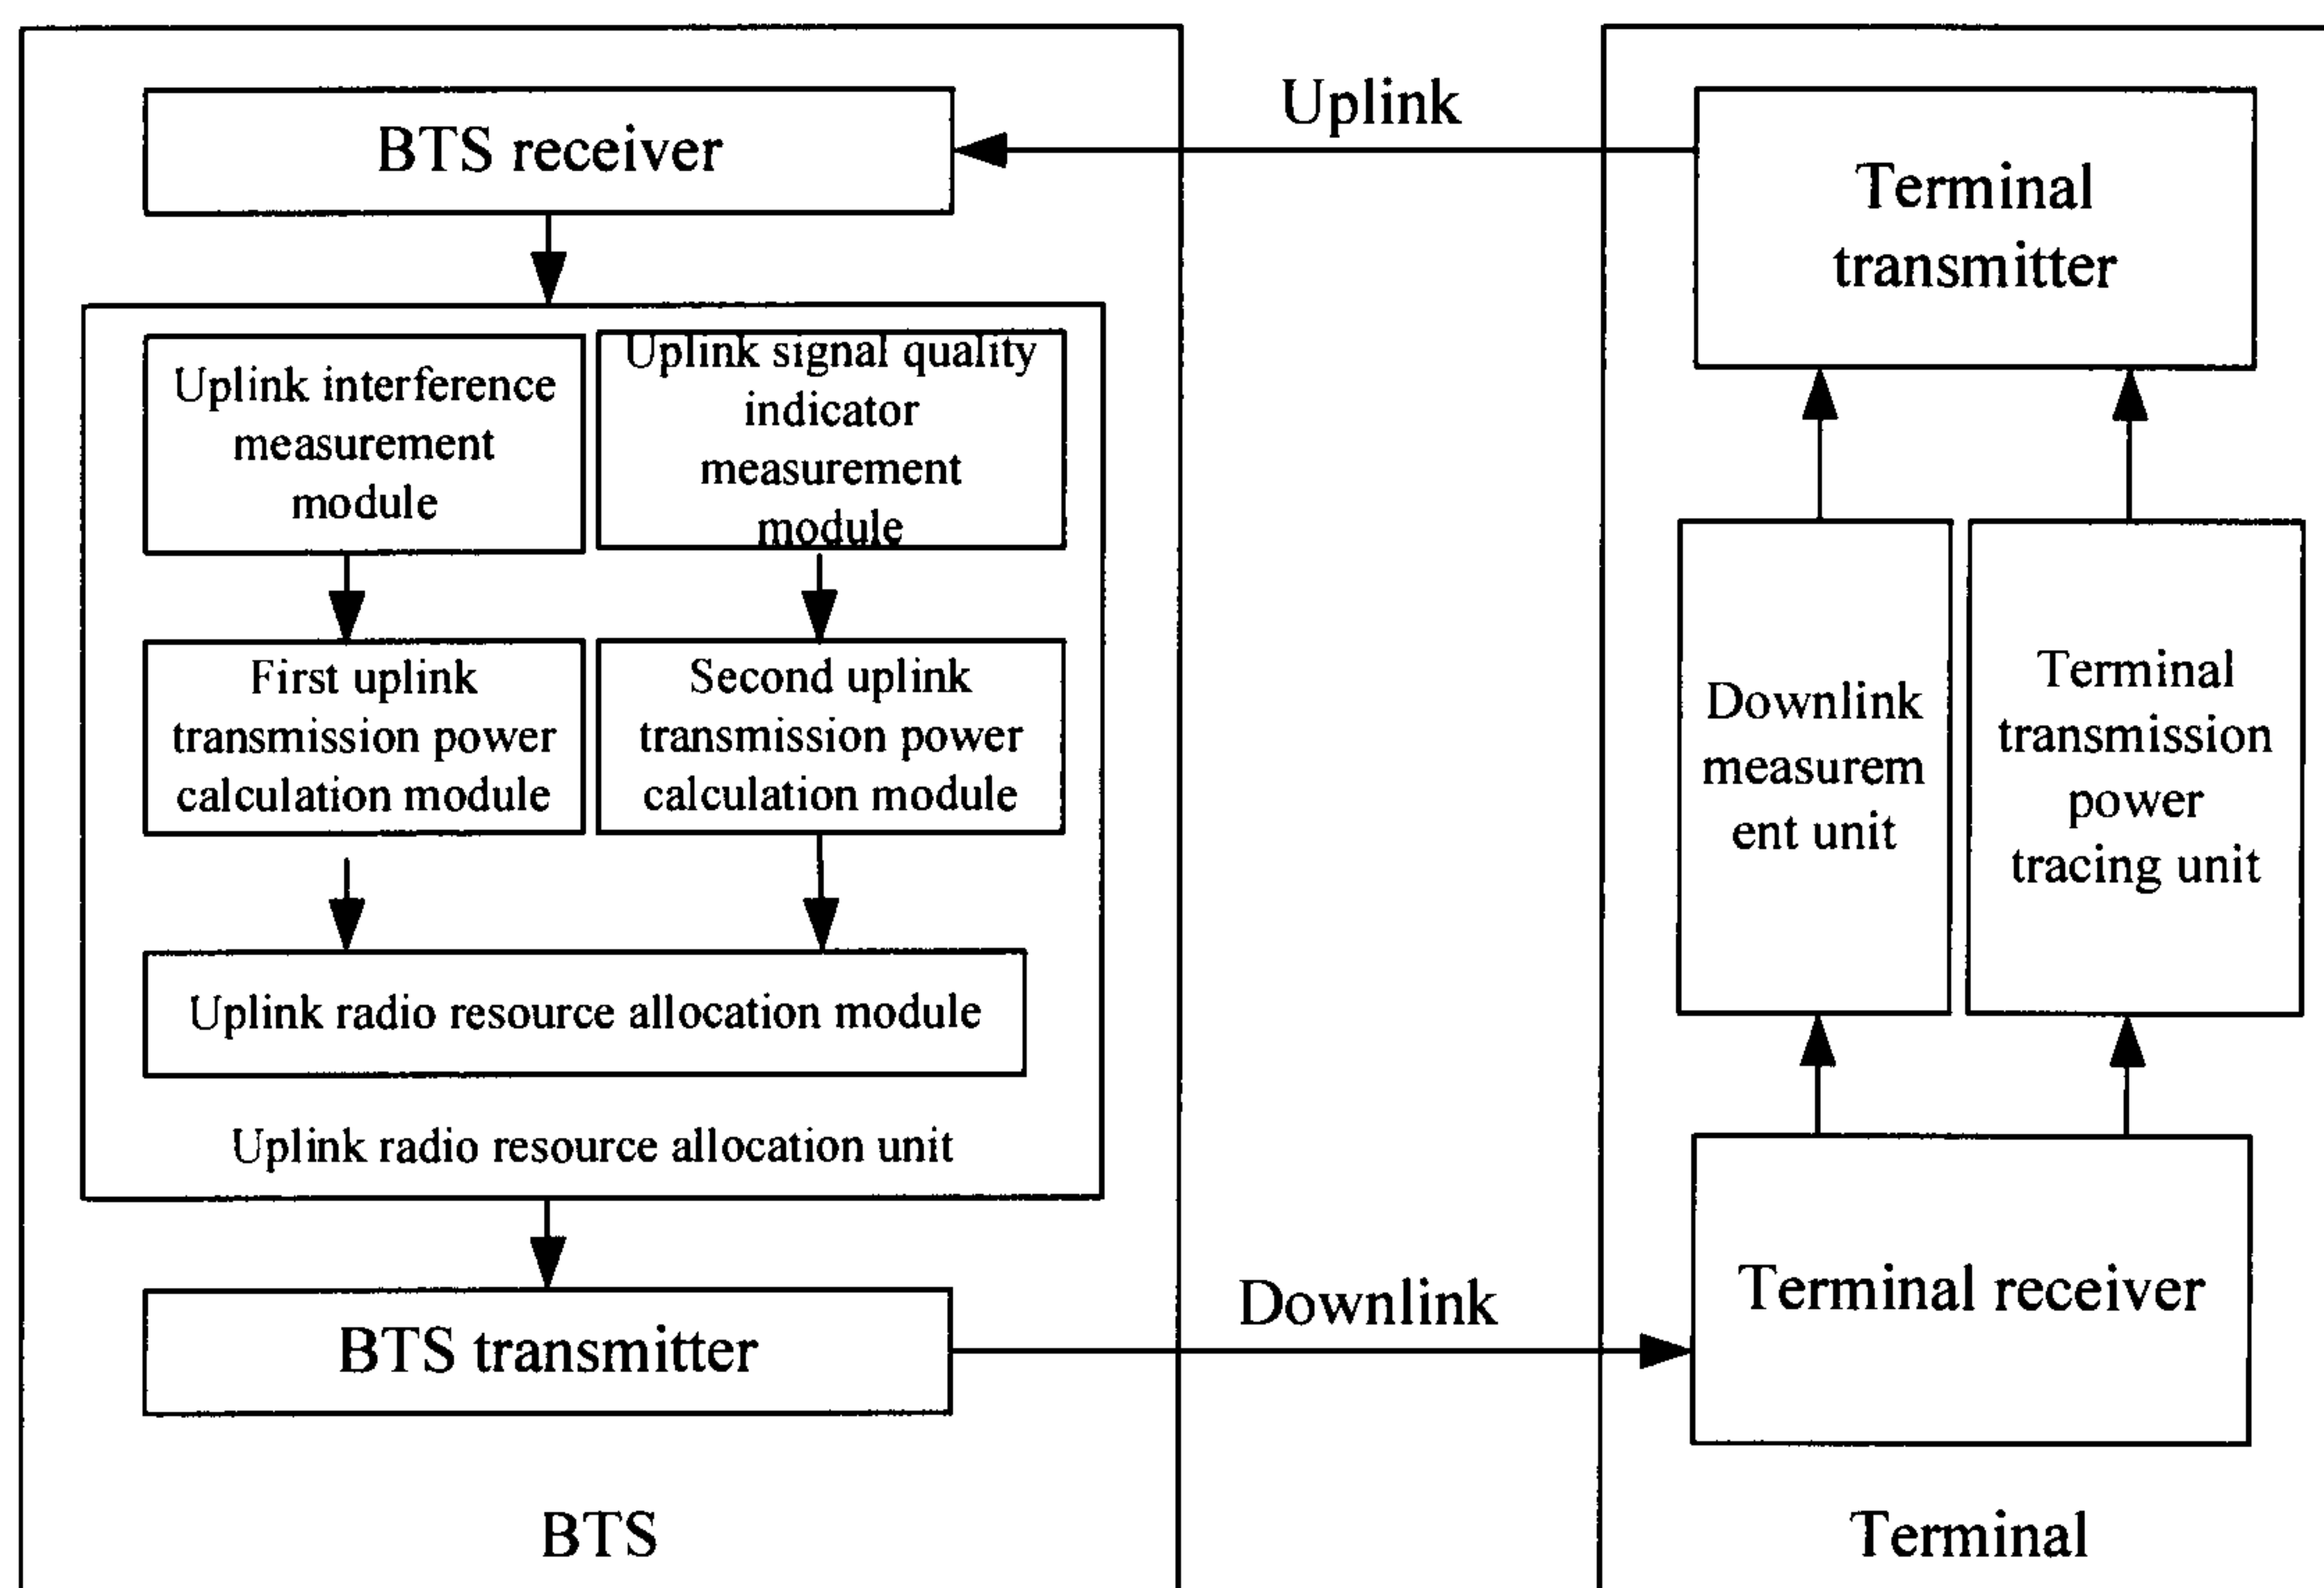 BTS receiver
Uplink interference
measurement
module
Uplink signal quality
indicator
measurement
module
First uplink
transmission power
calculation module
Second uplink
transmission power
calculation module
Uplink radio resource allocation module
Uplink radio resource allocation unit
BTS transmitter
BTS
Uplink
Downlink
Terminal
transmitter
Downlink
measurem
ent unit
Terminal
transmission
power
tracing unit
Terminal receiver
Terminal